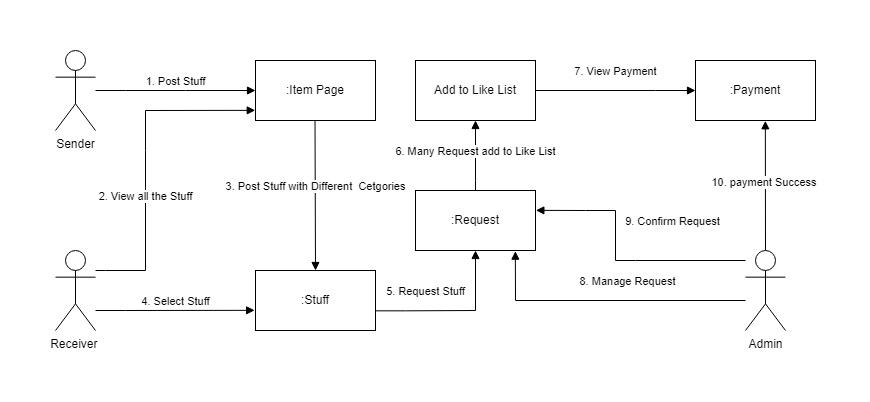 7. View Payment
1. Post Stuff
:Item Page
Add to Like List
:Payment
Sender
6. Many Request add to Like List
2. View all the Stuff
3. Post Stuff with Different Cetgories
10. payment Success
:Request
9. Confirm Request
8. Manage Request
5. Request Stuff
4. Select Stuff
:Stuff
Receiver
Admin